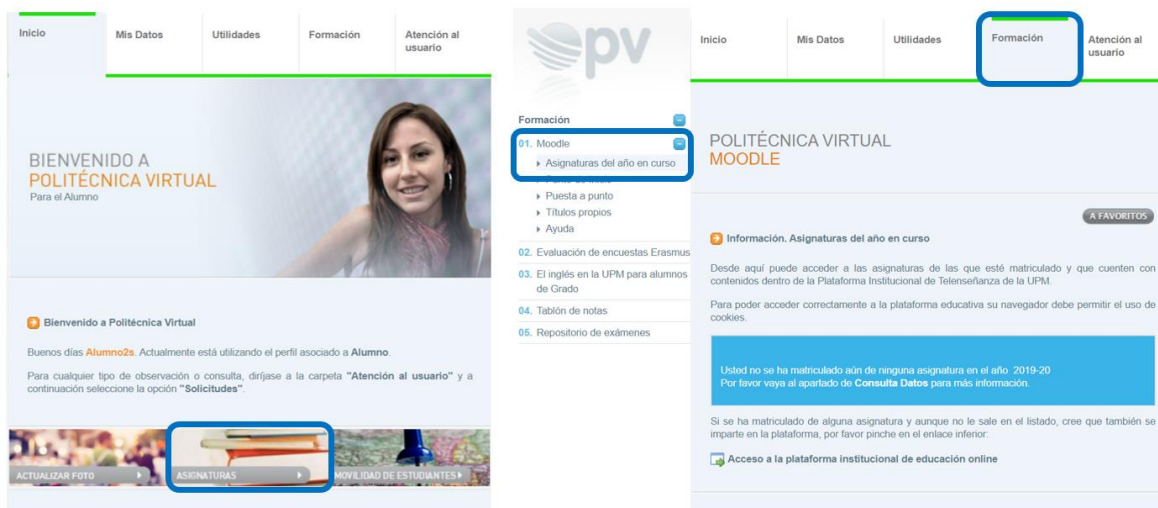 Inicio
Mis Datos
Utilidades
Formación
Atención al
usuario
BIENVENIDO A
POLITÉCNICA VIRTUAL
Para el Alumno
Bienvenido a Politécnica Virtual
Buenos días Alumno2s. Actualmente está utilizando el perfil asociado a Alumno.
Para cualquier tipo de observación o consulta, diríjase a la carpeta "Atención al usuario" y a
continuación seleccione la opción "Solicitudes".
ACTUALIZAR FOTO
ASIGNATURAS
MOVILIDAD DE ESTUDIANTES
pv
Formación
01. Moodle
Asignaturas del año en curso
Puesta a punto
Títulos propios
Ayuda
02. Evaluación de encuestas Erasmus
03. El inglés en la UPM para alumnos
de Grado
04. Tablón de notas
05. Repositorio de exámenes
Inicio
Mis Datos
Utilidades
Formación
Atención al
usuario
POLITÉCNICA VIRTUAL
MOODLE
A FAVORITOS
Información. Asignaturas del año en curso
Desde aquí puede acceder a las asignaturas de las que esté matriculado y que cuenten con
contenidos dentro de la Plataforma Institucional de Telenseñanza de la UPM.
Para poder acceder correctamente a la plataforma educativa su navegador debe permitir el uso de
cookies.
Usted no se ha matriculado aún de ninguna asignatura en el año 2019-20
Por favor vaya al apartado de Consulta Datos para más información.
Si se ha matriculado de alguna asignatura y aunque no le sale en el listado, cree que también se
imparte en la plataforma, por favor pinche en el enlace inferior:
Acceso a la plataforma institucional de educación online